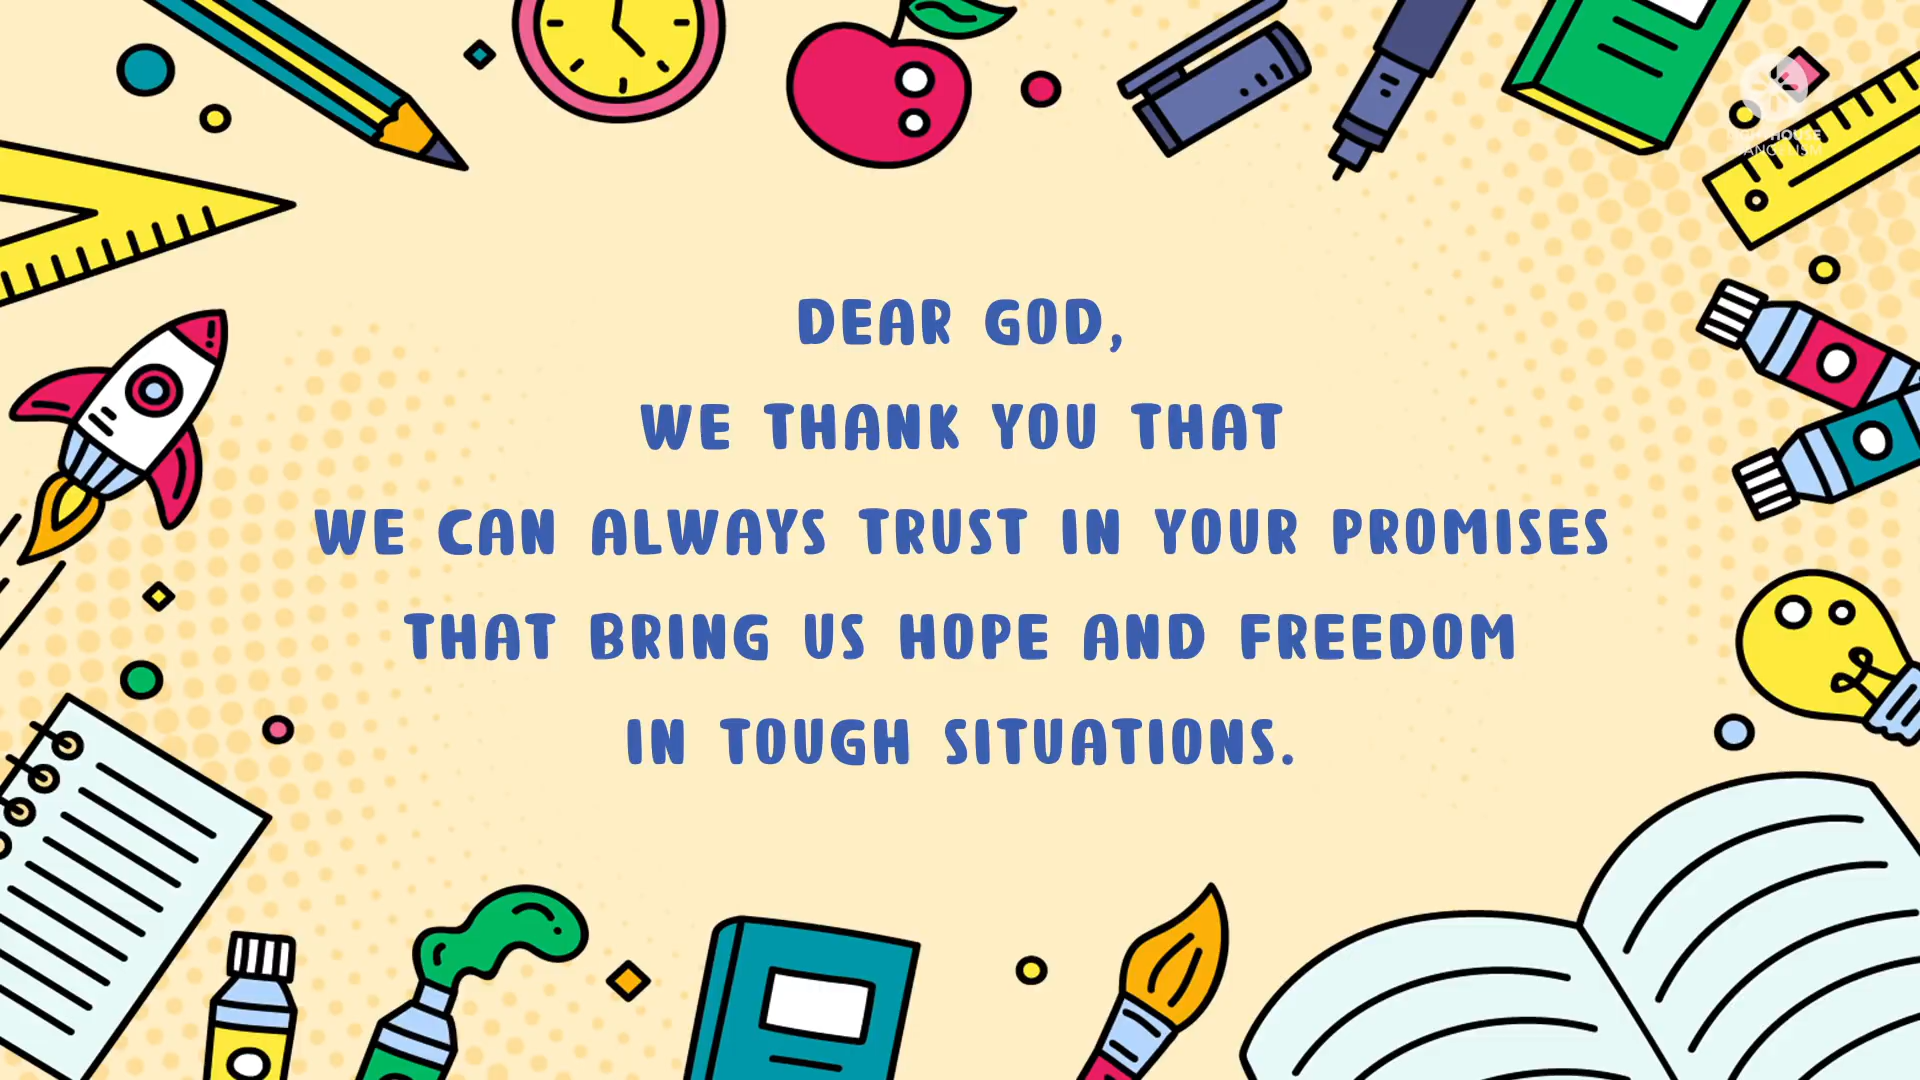 DEAR GOD,
WE THANK YOU THAT
WE CAN ALWAYS TRUST IN YOUR PROMISES
THAT BRING US HOPE AND FREEDOM
IN TOUGH SITUATIONS.